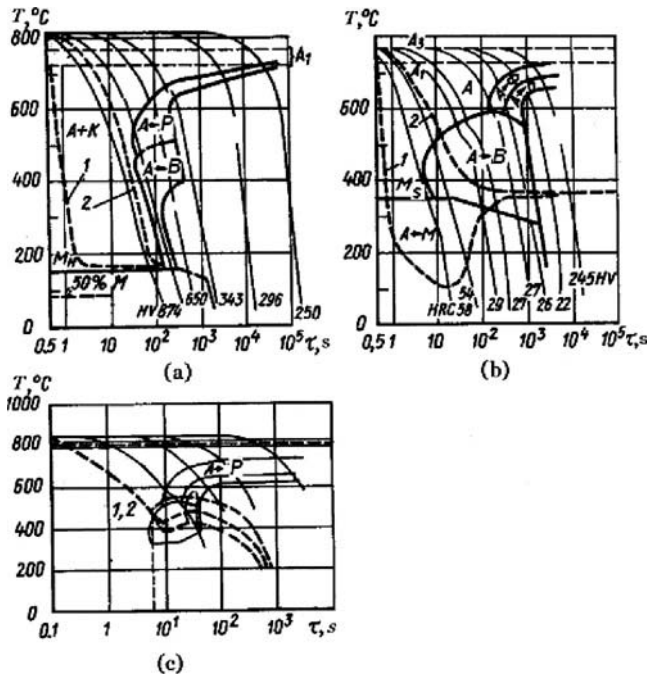 T,°C
800
600
400
200
0
A₁
A+K
A←P
A←B
1
2
Mн
50% M
HV 874
650
343
296
250
0.5 1
10
10²
10³
10⁴
10⁵ τ,s
(a)
T,°C
A₃
A₁
A
600
400
200
0
2
1
A←B
Ms
A←M
HRC 58
54
29
27
27
26
22
245HV
0,5 1
10
10²
10³
10⁴
10⁵ τ,s
(b)
T,°C
1000
800
600
400
200
0
A←P
1,2
0.1
1
10¹
10²
10³
τ,s
(c)